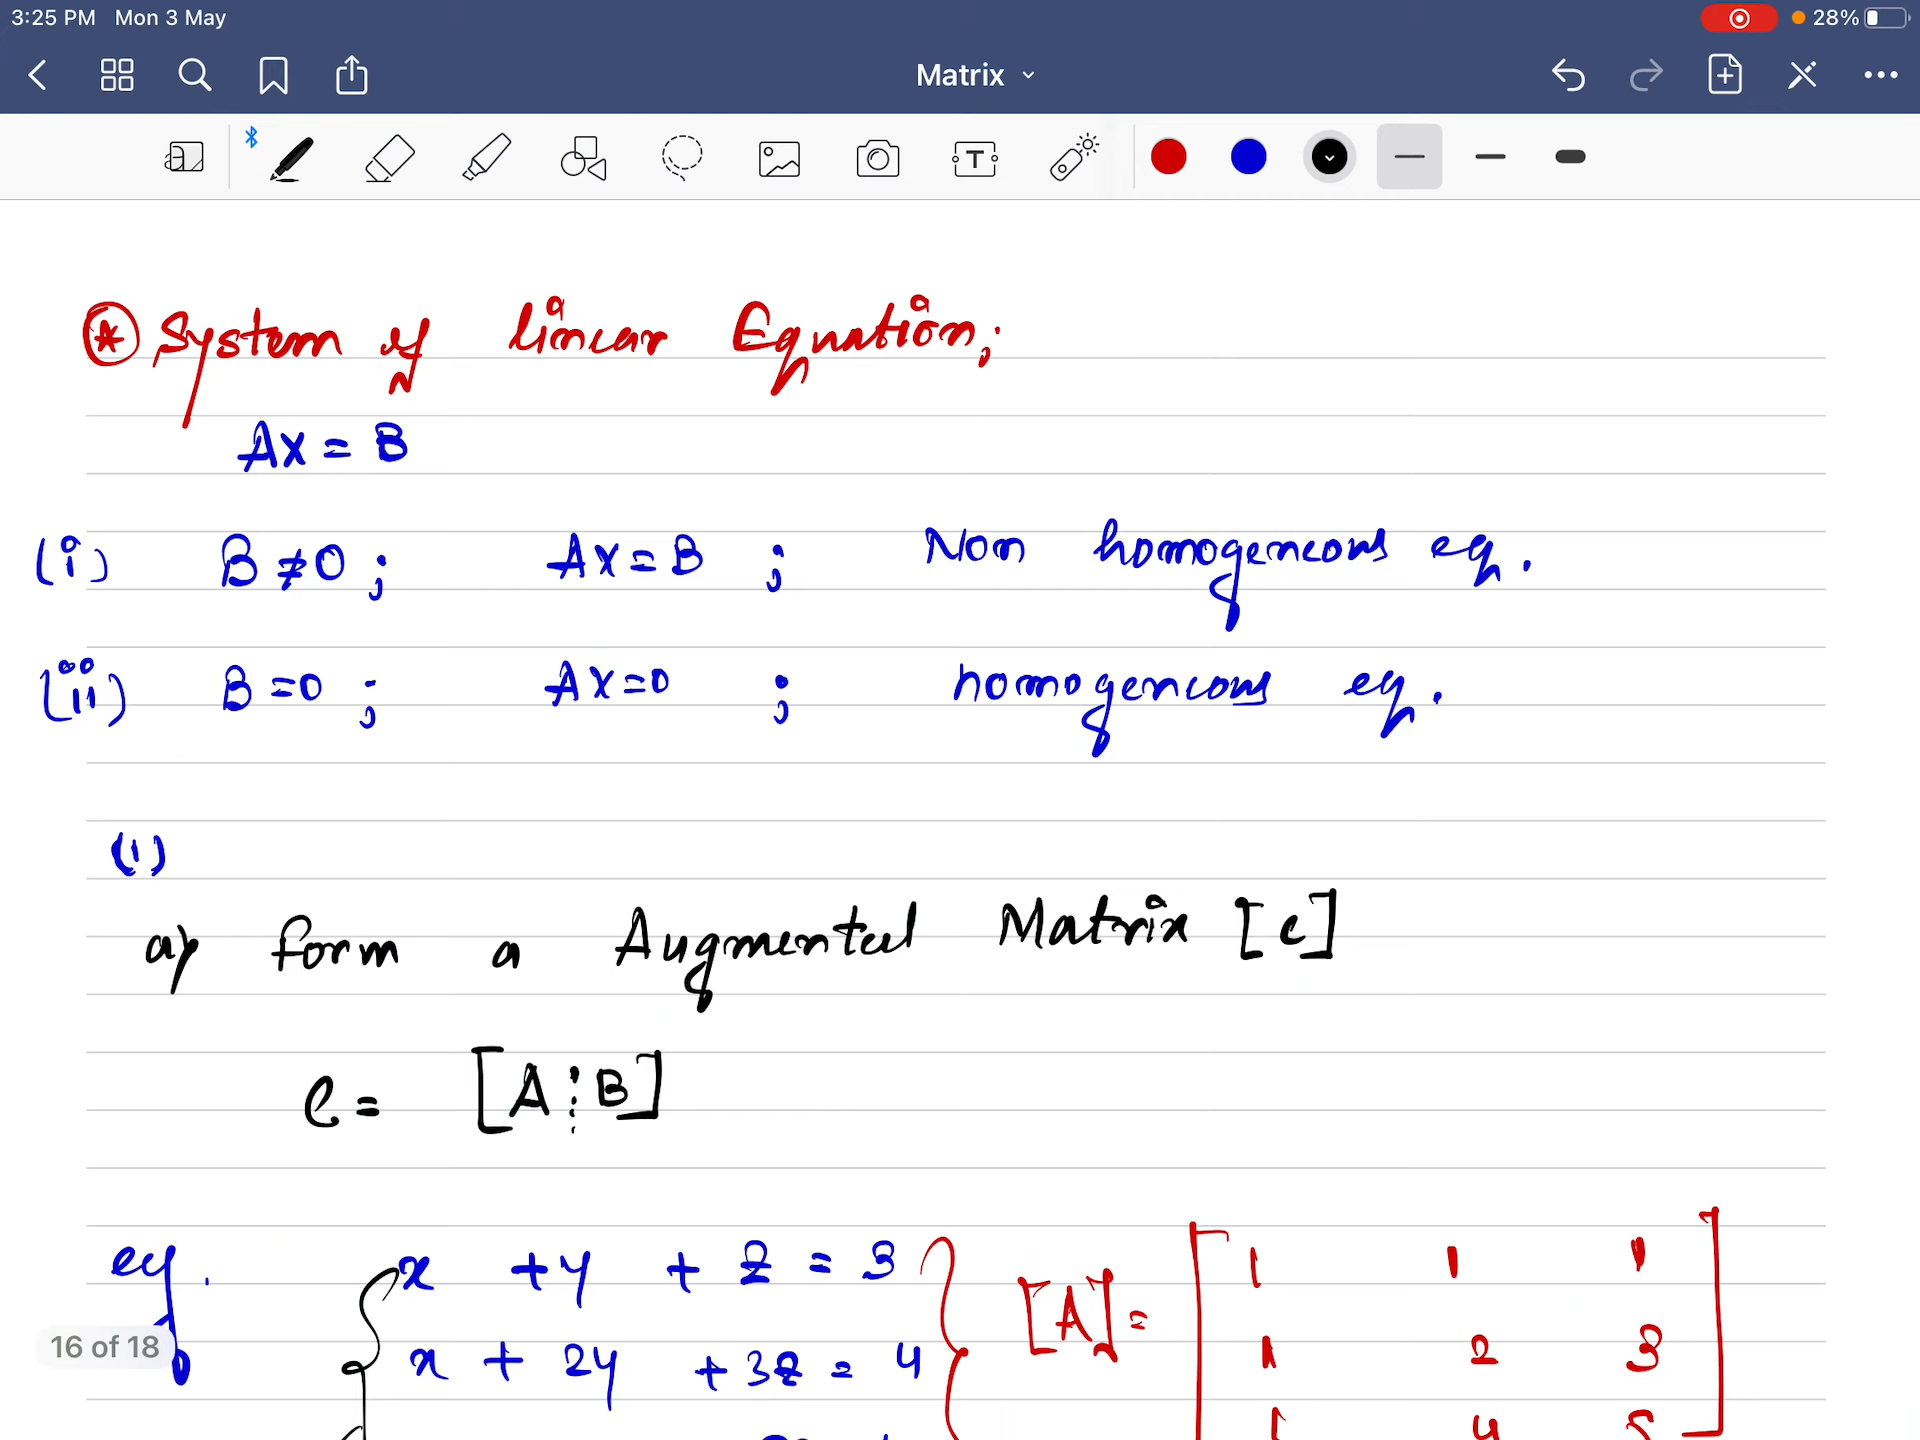 3:25 PM Mon 3 May 28%
Matrix
System of linear Equation;
AX = B
(i) B ≠ 0 ; AX = B ; Non homogeneous eq.
(ii) B = 0 ; AX = 0 ; homogeneous eq.
(1)
a) form a Augmented Matrix [C]
C = [A ⋮ B]
eg. x + y + z = 3 [A] = 1 1 1
x + 2y + 3z = 4 1 2 3
1 4
16 of 18